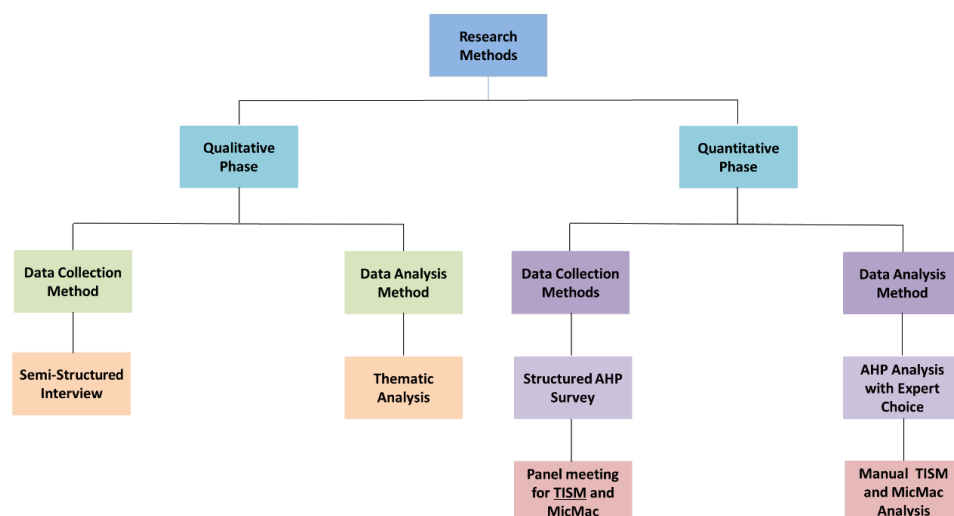 Research
Methods
Qualitative
Phase
Quantitative
Phase
Data Collection
Method
Data Analysis
Method
Data Collection
Methods
Data Analysis
Method
Semi-Structured
Interview
Thematic
Analysis
Structured AHP
Survey
AHP Analysis
with Expert
Choice
Panel meeting
for TISM and
MicMac
Manual TISM
and MicMac
Analysis